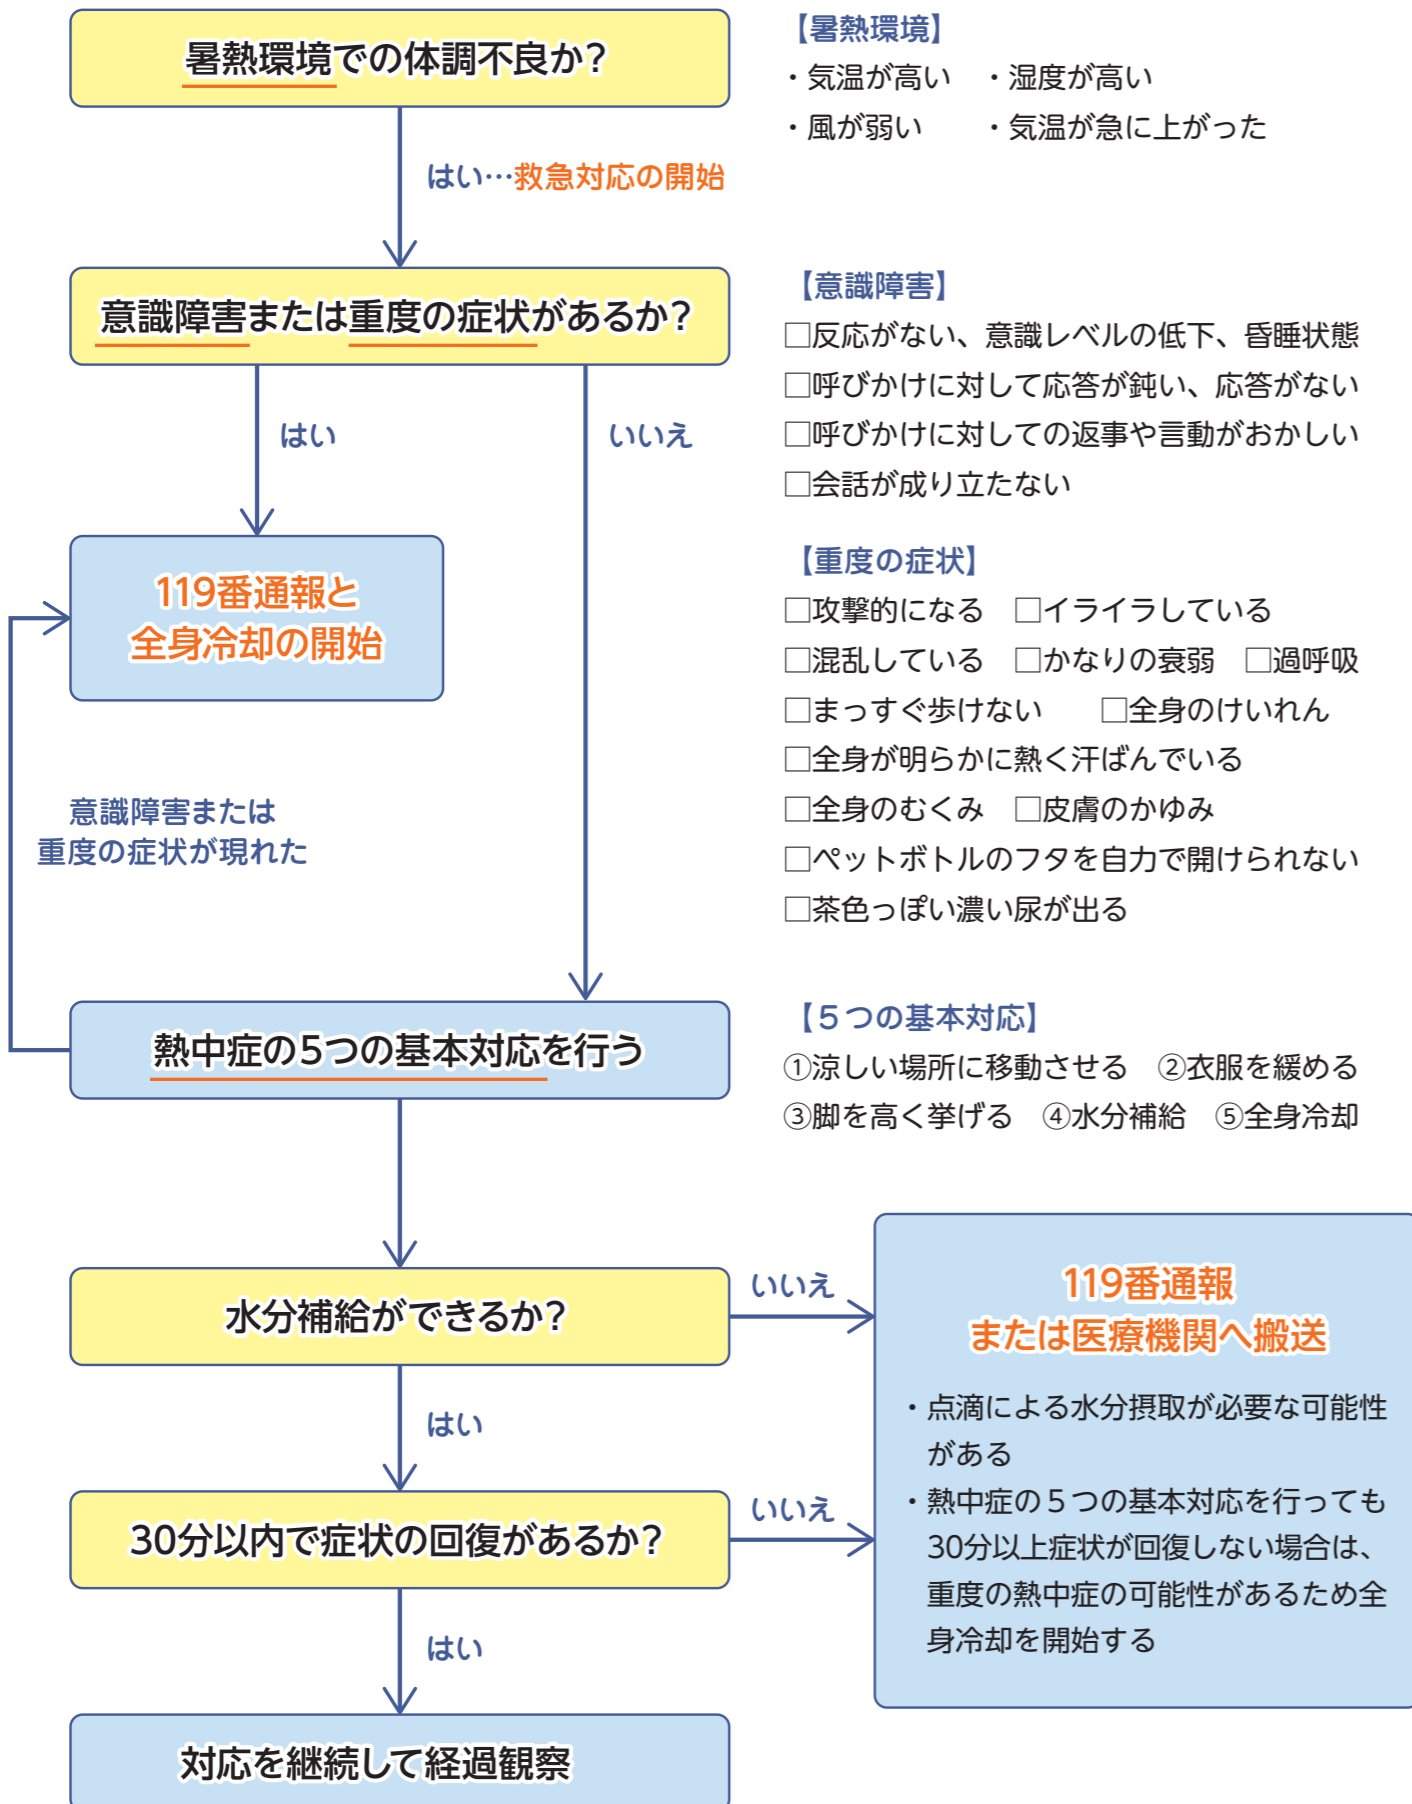 暑熱環境での体調不良か？
【暑熱環境】
・気温が高い　・湿度が高い
・風が弱い　　・気温が急に上がった
はい…救急対応の開始
意識障害または重度の症状があるか？
【意識障害】
□反応がない、意識レベルの低下、昏睡状態
□呼びかけに対して応答が鈍い、応答がない
□呼びかけに対しての返事や言動がおかしい
□会話が成り立たない
はい
いいえ
119番通報と
全身冷却の開始
【重度の症状】
□攻撃的になる　□イライラしている
□混乱している　□かなりの衰弱　□過呼吸
□まっすぐ歩けない　　□全身のけいれん
□全身が明らかに熱く汗ばんでいる
□全身のむくみ　□皮膚のかゆみ
□ペットボトルのフタを自力で開けられない
□茶色っぽい濃い尿が出る
意識障害または
重度の症状が現れた
熱中症の5つの基本対応を行う
【５つの基本対応】
①涼しい場所に移動させる　②衣服を緩める
③脚を高く挙げる　④水分補給　⑤全身冷却
水分補給ができるか？
いいえ
はい
30分以内で症状の回復があるか？
いいえ
119番通報
または医療機関へ搬送
・点滴による水分摂取が必要な可能性
がある
・熱中症の５つの基本対応を行っても
30分以上症状が回復しない場合は、
重度の熱中症の可能性があるため全
身冷却を開始する
はい
対応を継続して経過観察